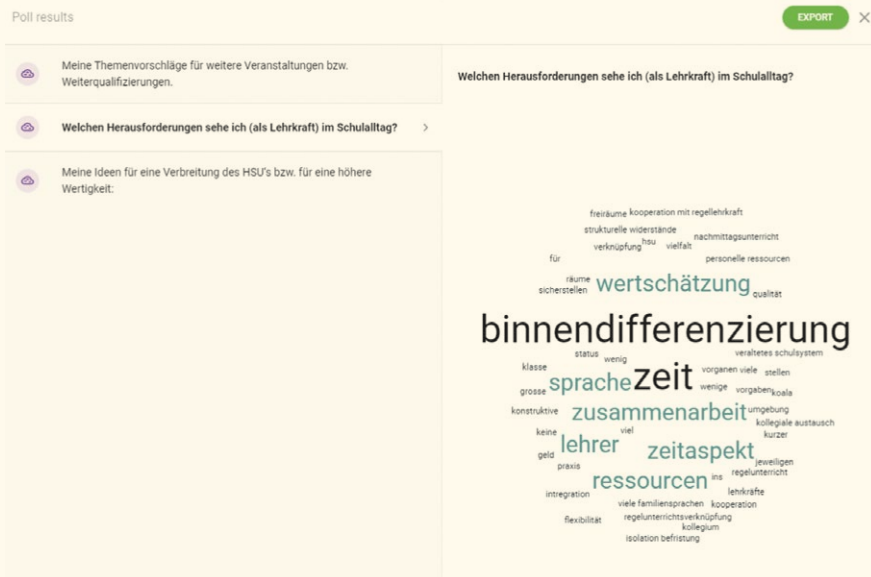 Poll results
EXPORT
Meine Themenvorschläge für weitere Veranstaltungen bzw.
Weiterqualifizierungen.
Welchen Herausforderungen sehe ich (als Lehrkraft) im Schulalltag?
Meine Ideen für eine Verbreitung des HSU's bzw. für eine höhere
Wertigkeit:
Welchen Herausforderungen sehe ich (als Lehrkraft) im Schulalltag?
freiräume kooperation mit regellehrkraft
strukturelle widerstände
nachmittagsunterricht
verknüpfung hsu vielfalt
für personelle ressourcen
räume
wertschätzung
sicherstellen qualität
binnendifferenzierung
status wenig veraltetes schulsystem
klasse zeit vorganen viele stellen
grosse sprache wenige vorgaben koala
konstruktive zusammenarbeit umgebung
kollegiale austausch
keine viel kurzer
lehrer
geld zeitaspekt
praxis jeweiligen
ressourcen ins regelunterricht
intregration lehrkräfte
viele familiensprachen kooperation
flexibilität regelunterrichtsverknüpfung
kollegium
isolation befristung